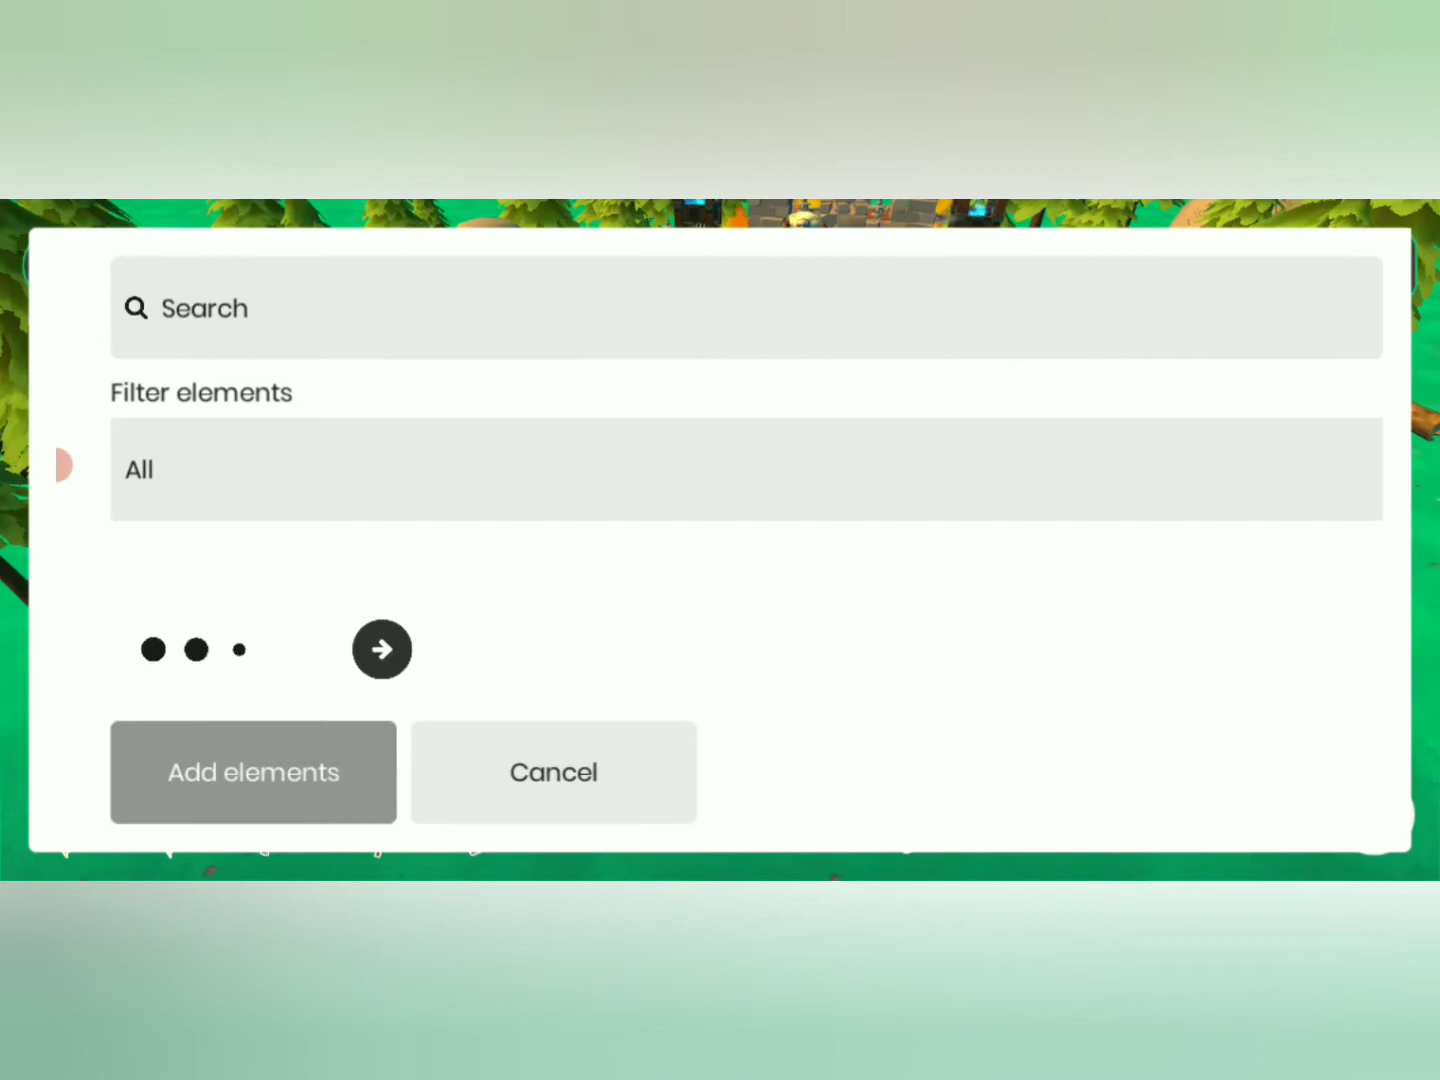 Search
Filter elements
All
Add elements
Cancel